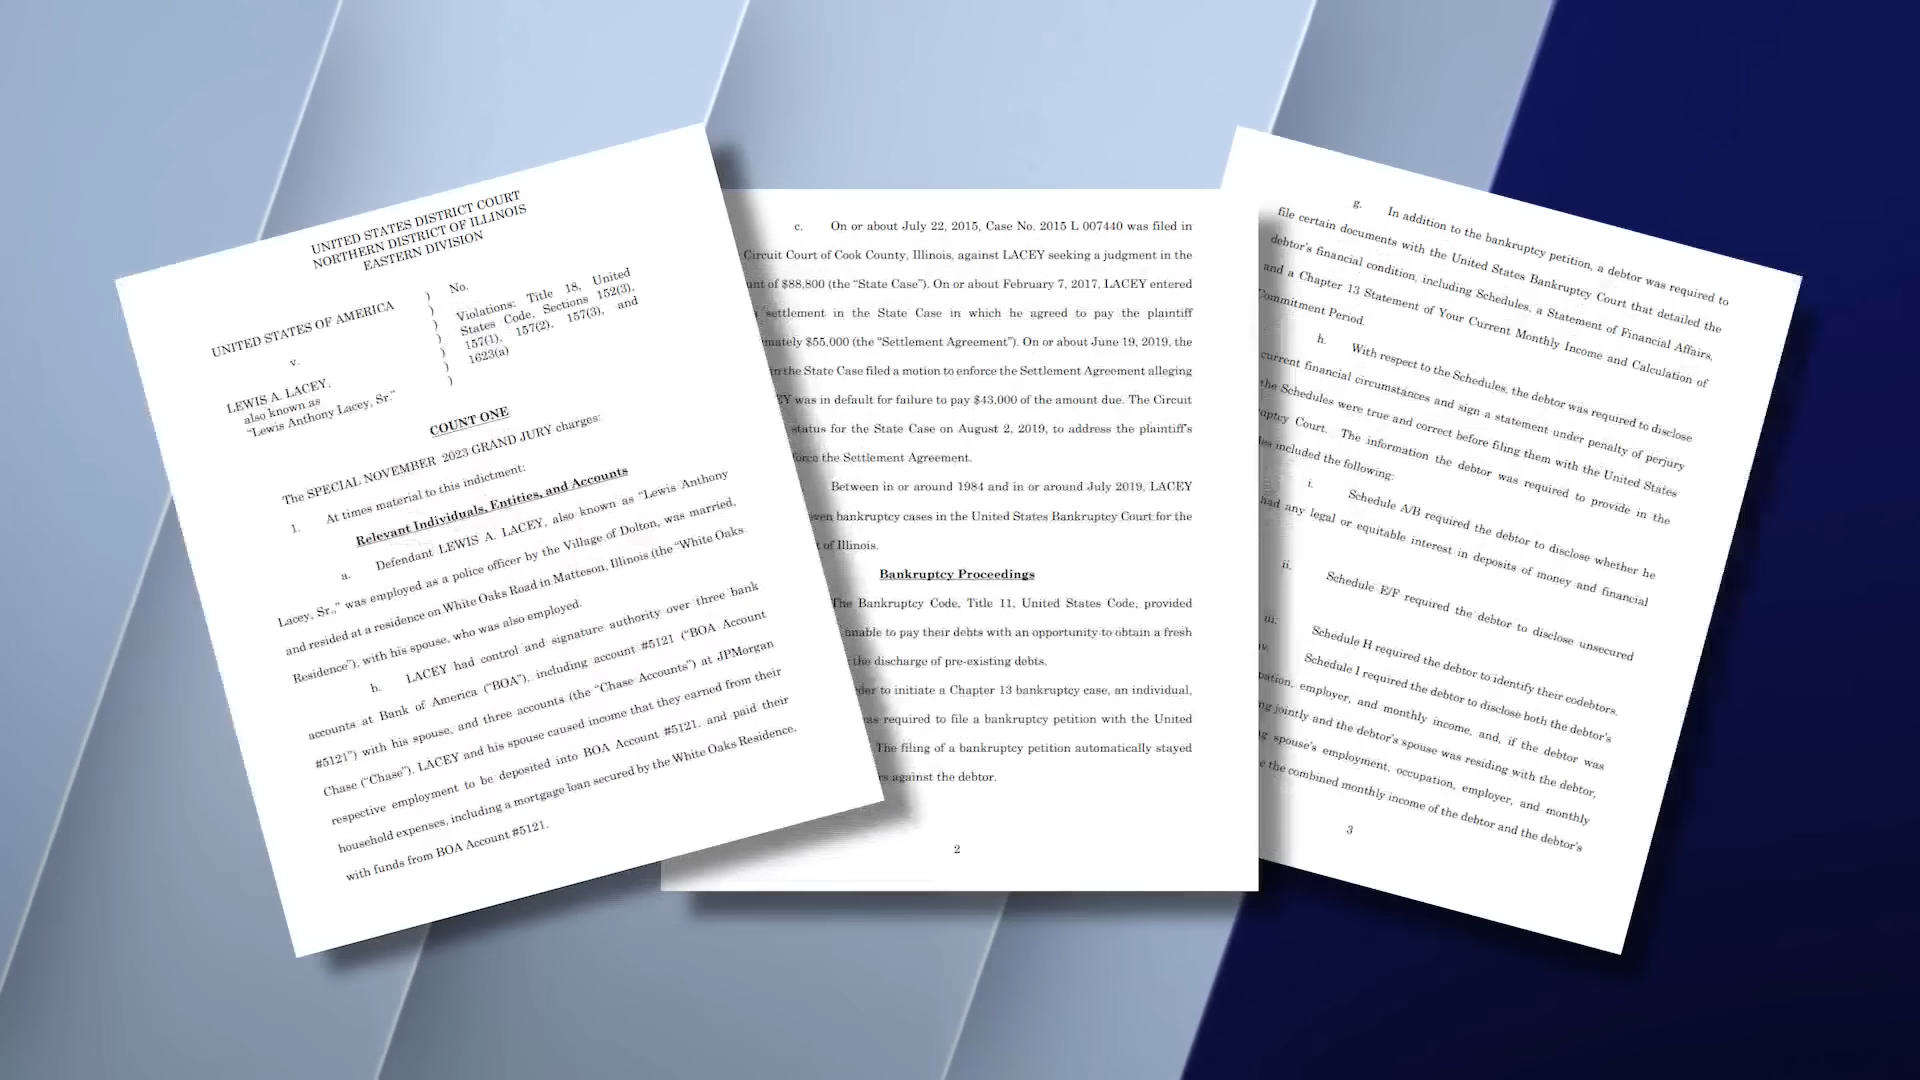 UNITED STATES DISTRICT COURT
NORTHERN DISTRICT OF ILLINOIS
EASTERN DIVISION
UNITED STATES OF AMERICA
v.
LEWIS A. LACEY,
also known as
"Lewis Anthony Lacey, Sr."
)
)
)
)
)
)
)
No.
Violations: Title 18, United
States Code, Sections 152(3),
157(1), 157(2), 157(3), and
1623(a)
COUNT ONE
The SPECIAL NOVEMBER 2023 GRAND JURY charges:
1. At times material to this indictment:
Relevant Individuals, Entities, and Accounts
a. Defendant LEWIS A. LACEY, also known as "Lewis Anthony
Lacey, Sr.," was employed as a police officer by the Village of Dolton, was married,
and resided at a residence on White Oaks Road in Matteson, Illinois (the "White Oaks
Residence"), with his spouse, who was also employed.
b. LACEY had control and signature authority over three bank
accounts at Bank of America ("BOA"), including account #5121 ("BOA Account
#5121") with his spouse, and three accounts (the "Chase Accounts") at JPMorgan
Chase ("Chase"). LACEY and his spouse caused income that they earned from their
respective employment to be deposited into BOA Account #5121, and paid their
household expenses, including a mortgage loan secured by the White Oaks Residence,
with funds from BOA Account #5121.
c. On or about July 22, 2015, Case No. 2015 L 007440 was filed in
Circuit Court of Cook County, Illinois, against LACEY seeking a judgment in the
of $88,800 (the "State Case"). On or about February 7, 2017, LACEY entered
settlement in the State Case in which he agreed to pay the plaintiff
$55,000 (the "Settlement Agreement"). On or about June 19, 2019, the
in the State Case filed a motion to enforce the Settlement Agreement alleging
was in default for failure to pay $43,000 of the amount due. The Circuit
status for the State Case on August 2, 2019, to address the plaintiff's
the Settlement Agreement.
Between in or around 1984 and in or around July 2019, LACEY
bankruptcy cases in the United States Bankruptcy Court for the
of Illinois.
Bankruptcy Proceedings
The Bankruptcy Code, Title 11, United States Code, provided
unable to pay their debts with an opportunity to obtain a fresh
the discharge of pre-existing debts.
to initiate a Chapter 13 bankruptcy case, an individual,
was required to file a bankruptcy petition with the United
The filing of a bankruptcy petition automatically stayed
against the debtor.
2
g. In addition to the bankruptcy petition, a debtor was required to
file certain documents with the United States Bankruptcy Court that detailed the
debtor's financial condition, including Schedules, a Statement of Financial Affairs,
and a Chapter 13 Statement of Your Current Monthly Income and Calculation of
Commitment Period.
h. With respect to the Schedules, the debtor was required to disclose
current financial circumstances and sign a statement under penalty of perjury
the Schedules were true and correct before filing them with the United States
Court. The information the debtor was required to provide in the
included the following:
i. Schedule A/B required the debtor to disclose whether he
had any legal or equitable interest in deposits of money and financial
ii. Schedule E/F required the debtor to disclose unsecured
iii. Schedule H required the debtor to identify their codebtors.
iv. Schedule I required the debtor to disclose both the debtor's
employer, and monthly income, and, if the debtor was
jointly and the debtor's spouse was residing with the debtor,
spouse's employment, occupation, employer, and monthly
the combined monthly income of the debtor and the debtor's
3